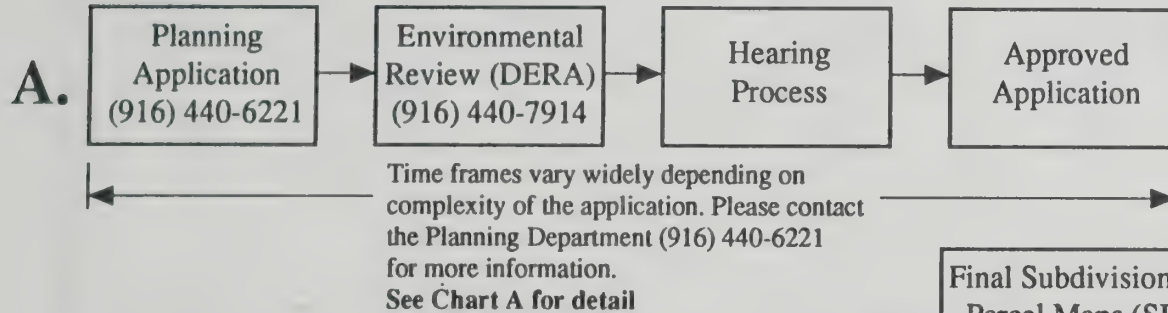 A.
Planning
Application
(916) 440-6221
Environmental
Review (DERA)
(916) 440-7914
Hearing
Process
Approved
Application
Time frames vary widely depending on
complexity of the application. Please contact
the Planning Department (916) 440-6221
for more information.
See Chart A for detail
Final Subdivision
Parcel Maps